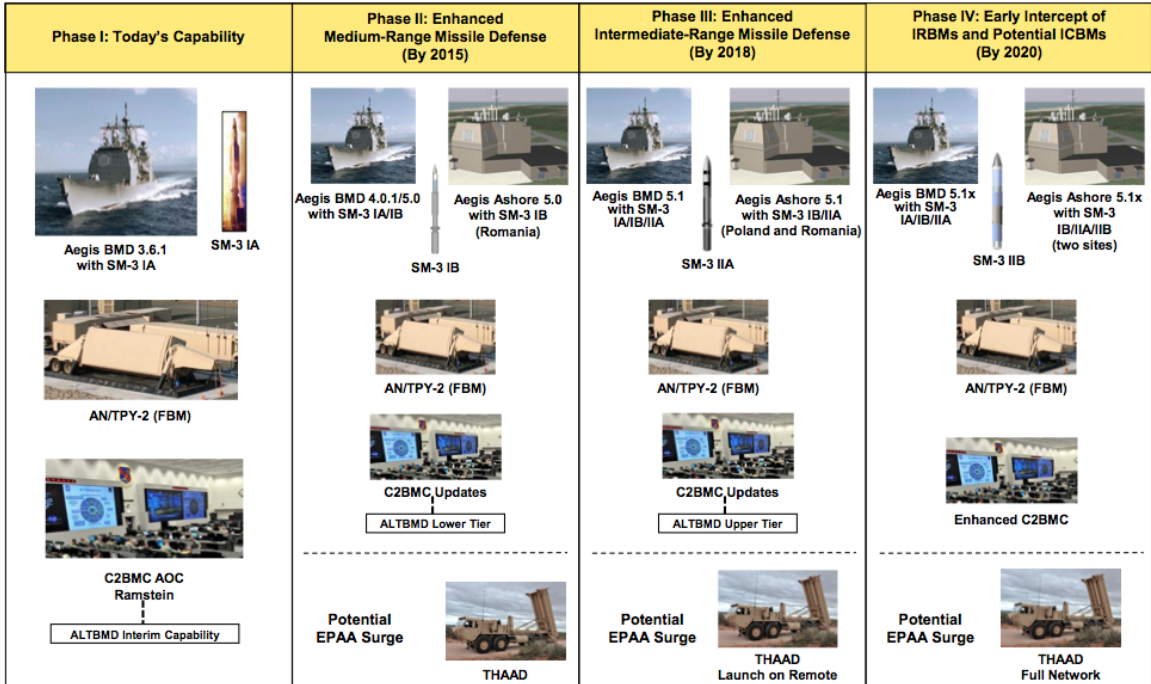 Phase I: Today's Capability
Phase II: Enhanced
Medium-Range Missile Defense
(By 2015)
Phase III: Enhanced
Intermediate-Range Missile Defense
(By 2018)
Phase IV: Early Intercept of
IRBMs and Potential ICBMs
(By 2020)
Aegis BMD 3.6.1
with SM-3 IA
SM-3 IA
AN/TPY-2 (FBM)
C2BMC AOC
Ramstein
ALTBMD Interim Capability
Aegis BMD 4.0.1/5.0
with SM-3 IA/IB
Aegis Ashore 5.0
with SM-3 IB
(Romania)
SM-3 IB
AN/TPY-2 (FBM)
C2BMC Updates
ALTBMD Lower Tier
Potential
EPAA Surge
THAAD
Aegis BMD 5.1
with SM-3
IA/IB/IIA
Aegis Ashore 5.1
with SM-3 IB/IIA
(Poland and Romania)
SM-3 IIA
AN/TPY-2 (FBM)
C2BMC Updates
ALTBMD Upper Tier
Potential
EPAA Surge
THAAD
Launch on Remote
Aegis BMD 5.1x
with SM-3
IA/IB/IIA
Aegis Ashore 5.1x
with SM-3
IB/IIA/IIB
(two sites)
SM-3 IIB
AN/TPY-2 (FBM)
Enhanced C2BMC
Potential
EPAA Surge
THAAD
Full Network